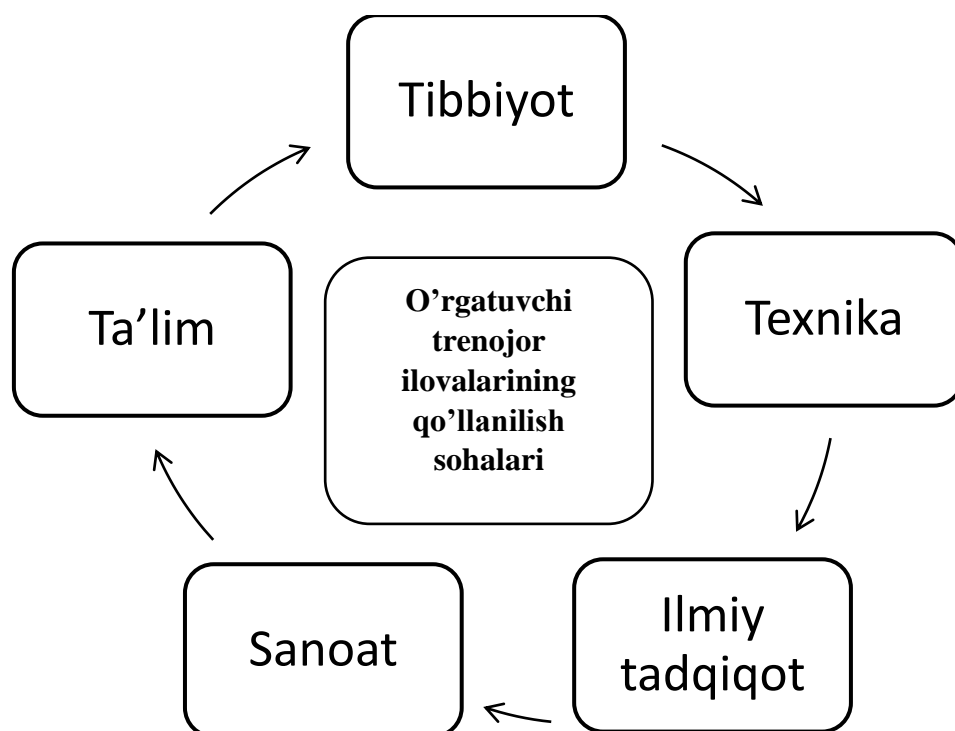 Tibbiyot
Ta’lim
O’rgatuvchi
trenojor
ilovalarining
qo’llanilish
sohalari
Texnika
Sanoat
Ilmiy
tadqiqot